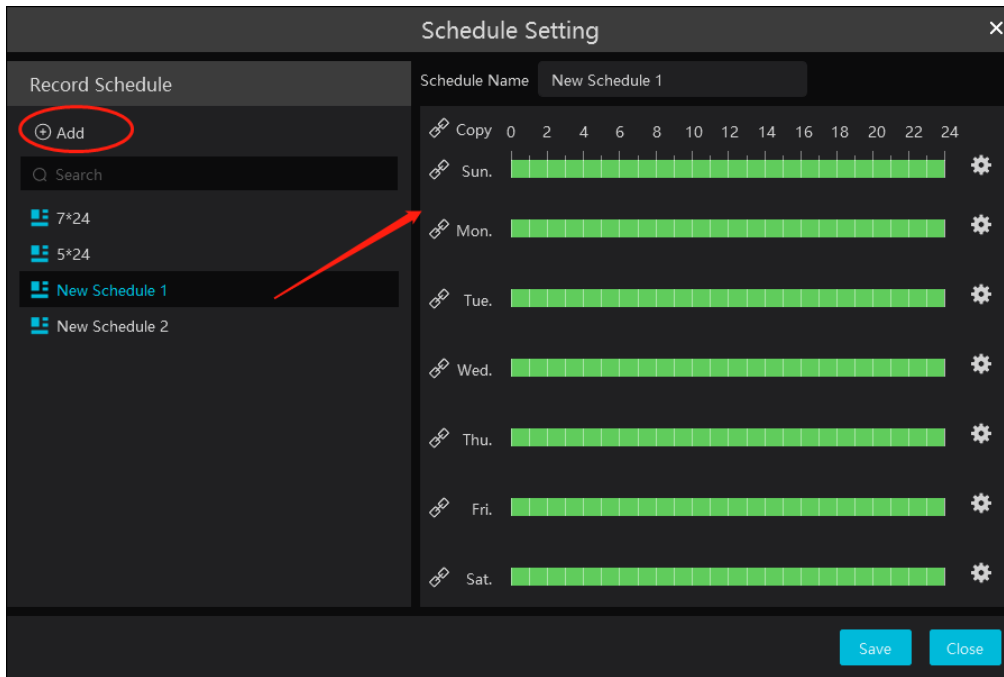 Schedule Setting
Record Schedule
Add
Search
7*24
5*24
New Schedule 1
New Schedule 2
Schedule Name New Schedule 1
Copy 0 2 4 6 8 10 12 14 16 18 20 22 24
Sun.
Mon.
Tue.
Wed.
Thu.
Fri.
Sat.
Save Close